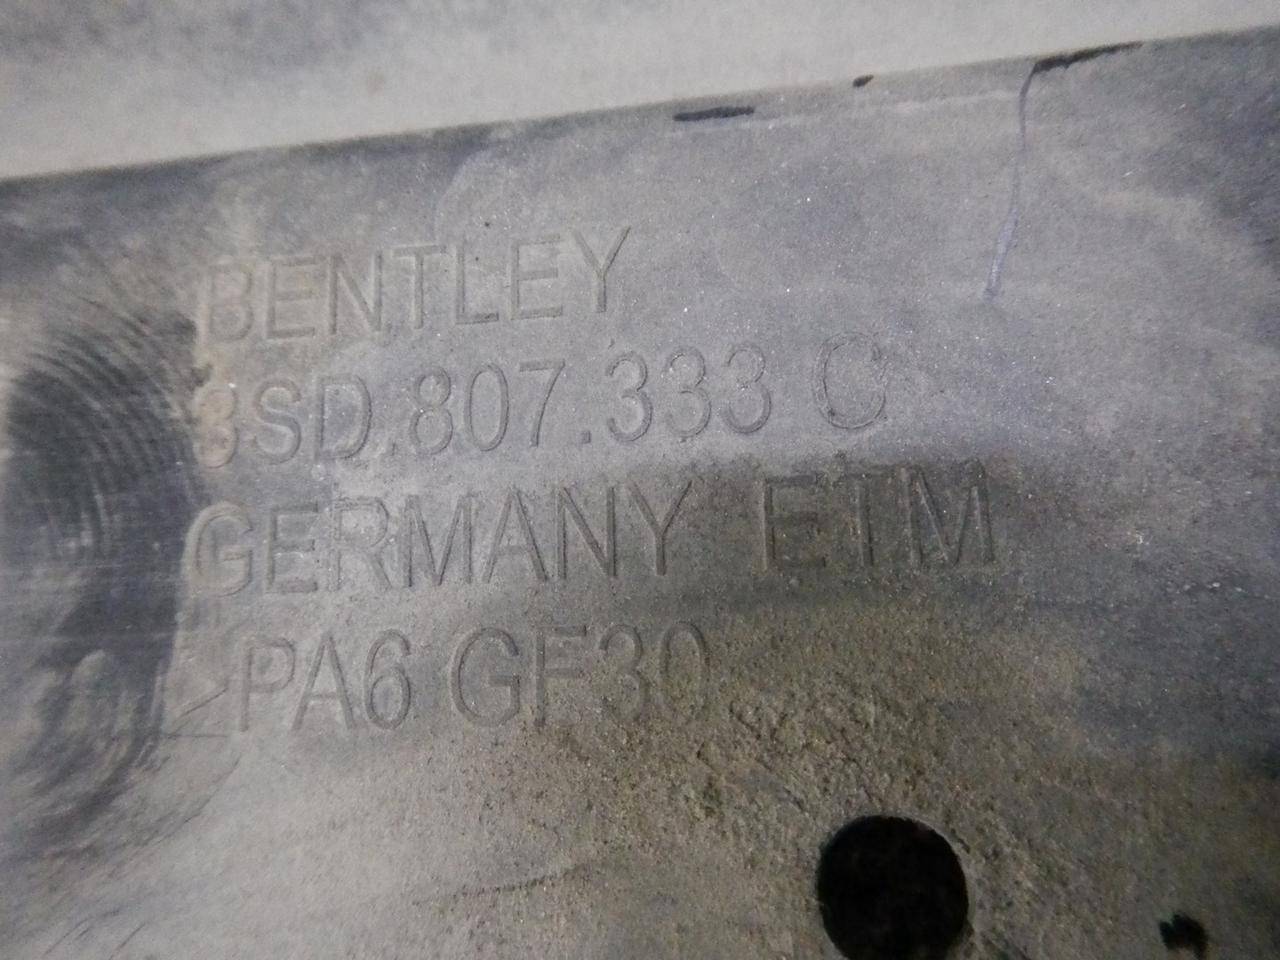 BENTLEY
3SD.807.333 C
GERMANY ETM
>PA6 GF30